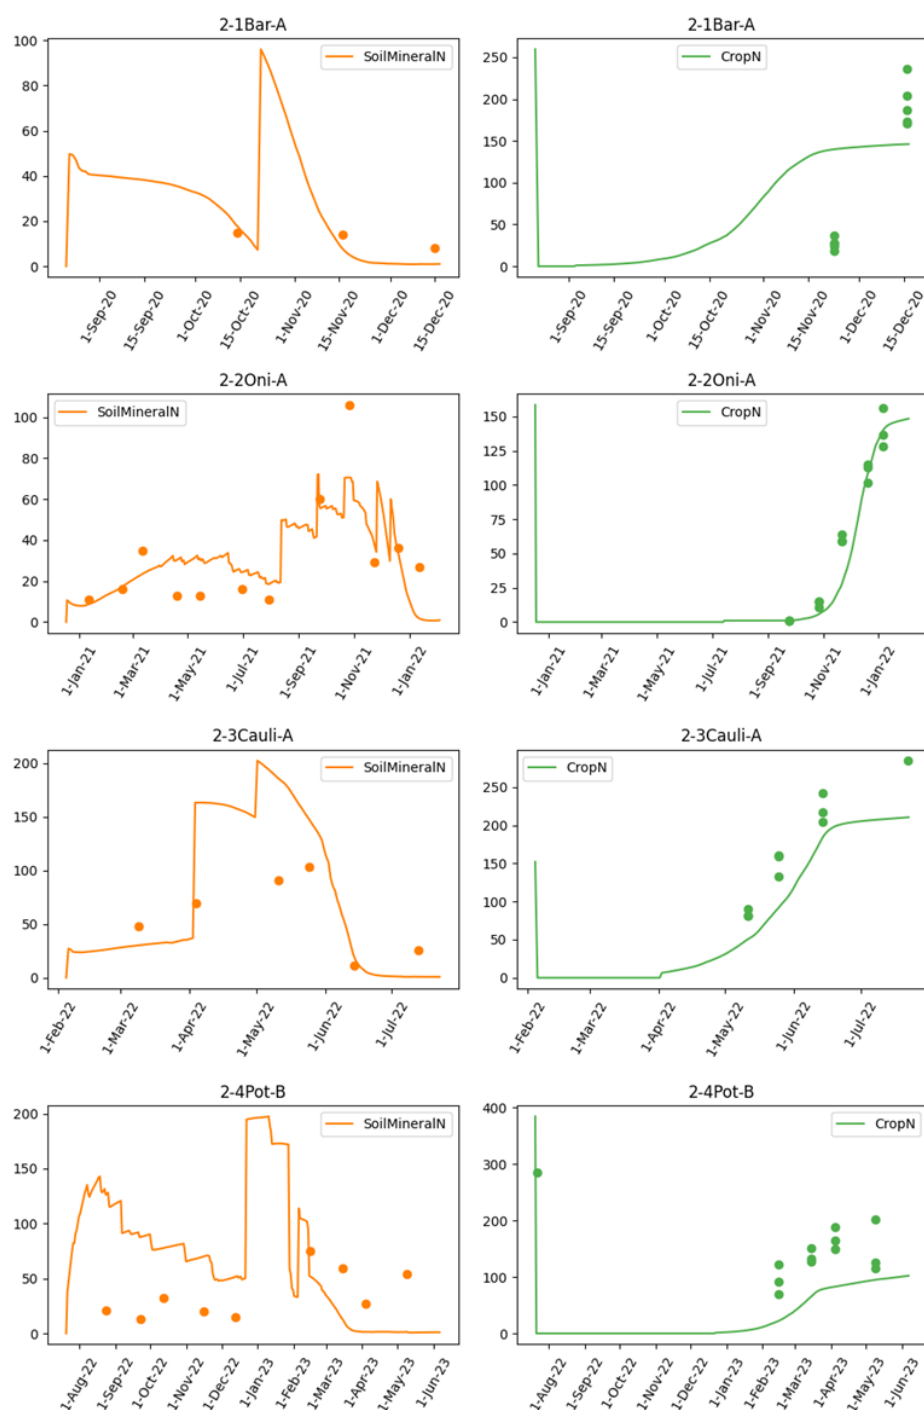 2-1Bar-A
2-1Bar-A
100
80
60
40
20
0
SoilMineralN
250
200
150
100
50
0
CropN
1-Sep-20
15-Sep-20
1-Oct-20
15-Oct-20
1-Nov-20
15-Nov-20
1-Dec-20
15-Dec-20
1-Sep-20
15-Sep-20
1-Oct-20
15-Oct-20
1-Nov-20
15-Nov-20
1-Dec-20
15-Dec-20
2-2Oni-A
2-2Oni-A
100
80
60
40
20
0
SoilMineralN
150
125
100
75
50
25
0
CropN
1-Jan-21
1-Mar-21
1-May-21
1-Jul-21
1-Sep-21
1-Nov-21
1-Jan-22
1-Jan-21
1-Mar-21
1-May-21
1-Jul-21
1-Sep-21
1-Nov-21
1-Jan-22
2-3Cauli-A
2-3Cauli-A
200
150
100
50
0
SoilMineralN
250
200
150
100
50
0
CropN
1-Feb-22
1-Mar-22
1-Apr-22
1-May-22
1-Jun-22
1-Jul-22
1-Feb-22
1-Mar-22
1-Apr-22
1-May-22
1-Jun-22
1-Jul-22
2-4Pot-B
2-4Pot-B
200
150
100
50
0
SoilMineralN
400
300
200
100
0
CropN
1-Aug-22
1-Sep-22
1-Oct-22
1-Nov-22
1-Dec-22
1-Jan-23
1-Feb-23
1-Mar-23
1-Apr-23
1-May-23
1-Jun-23
1-Aug-22
1-Sep-22
1-Oct-22
1-Nov-22
1-Dec-22
1-Jan-23
1-Feb-23
1-Mar-23
1-Apr-23
1-May-23
1-Jun-23